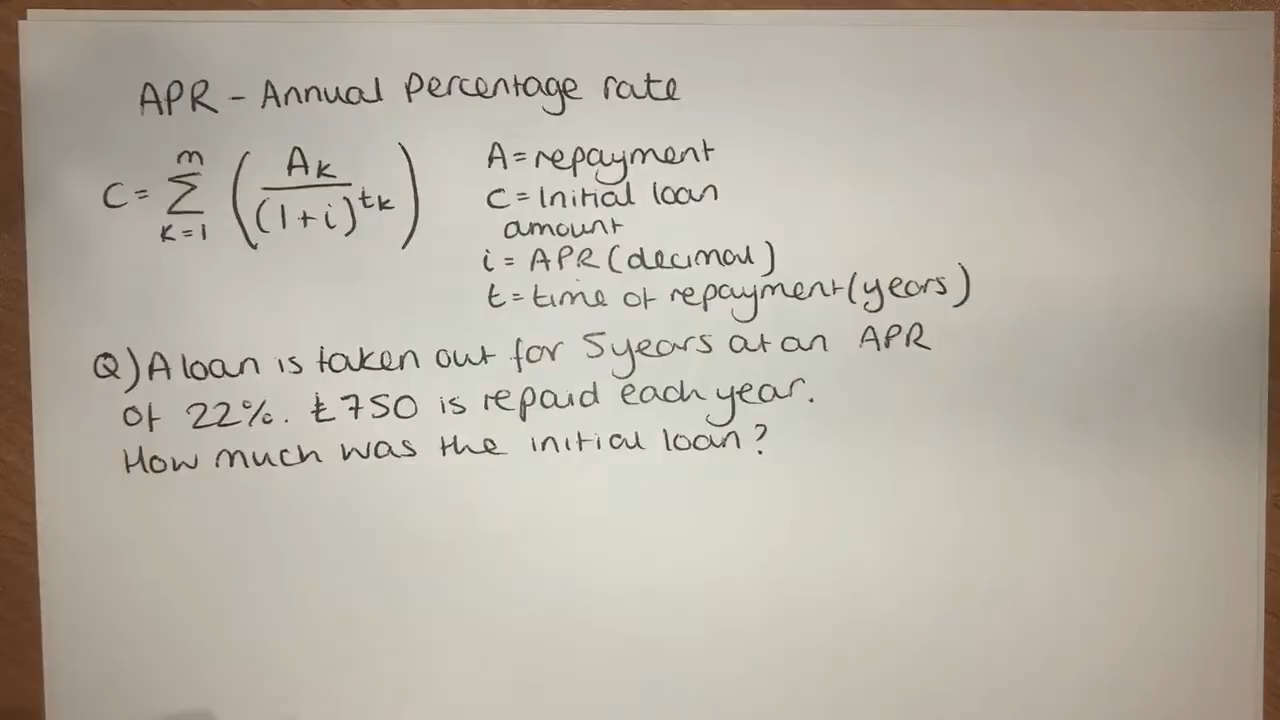 APR - Annual Percentage rate
C = m Σ K=1 (AK / (1+i)^tK)
A = repayment
C = Initial loan
amount
i = APR (decimal)
t = time of repayment (years)
Q) A loan is taken out for 5 years at an APR
of 22%. £750 is repaid each year.
How much was the initial loan?